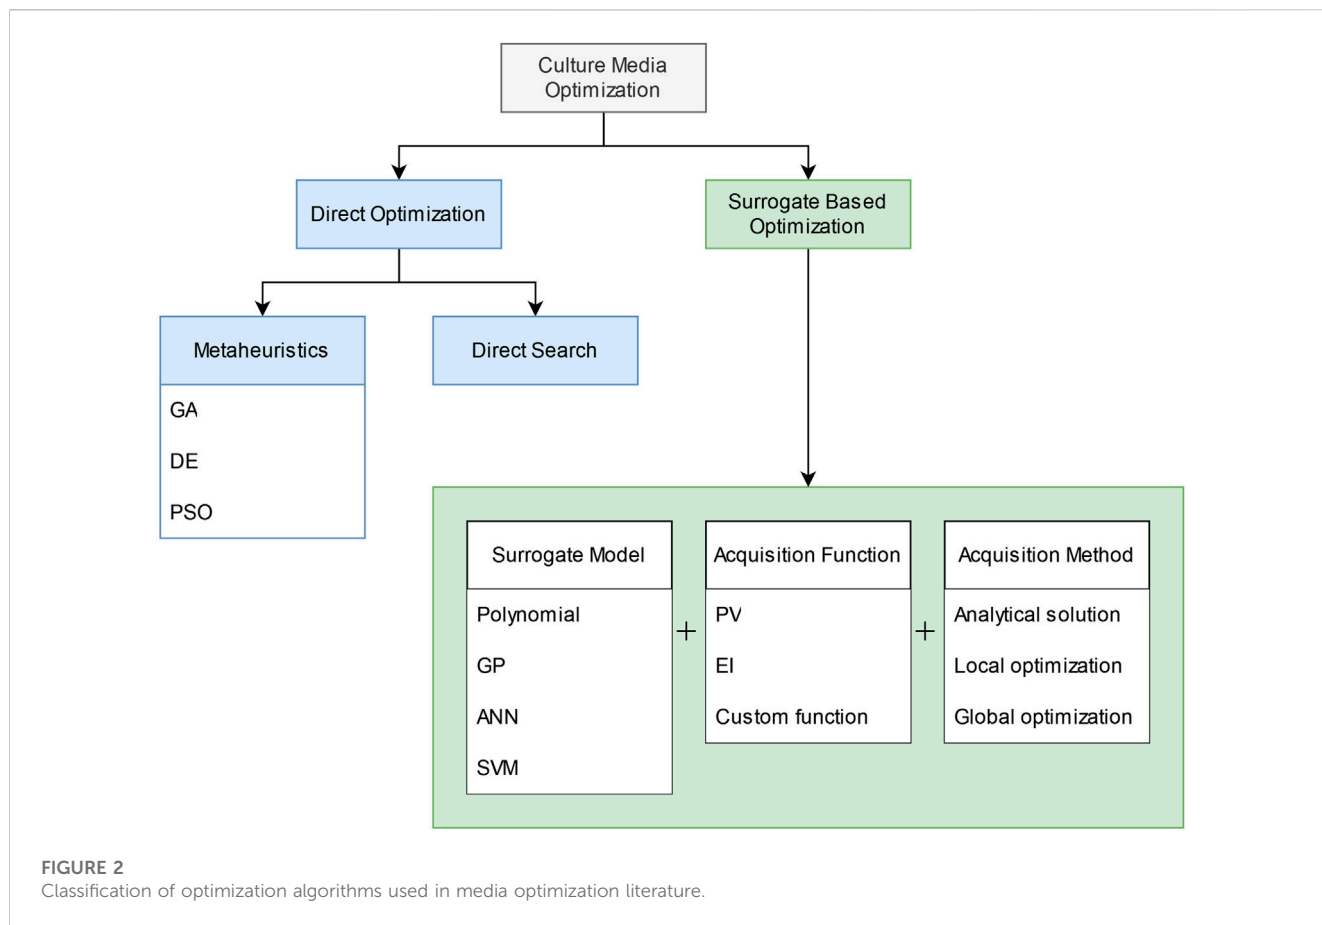 Culture Media
Optimization
Direct Optimization
Surrogate Based
Optimization
Metaheuristics
GA
DE
PSO
Direct Search
Surrogate Model
Polynomial
GP
ANN
SVM
+
Acquisition Function
PV
EI
Custom function
+
Acquisition Method
Analytical solution
Local optimization
Global optimization
FIGURE 2
Classification of optimization algorithms used in media optimization literature.